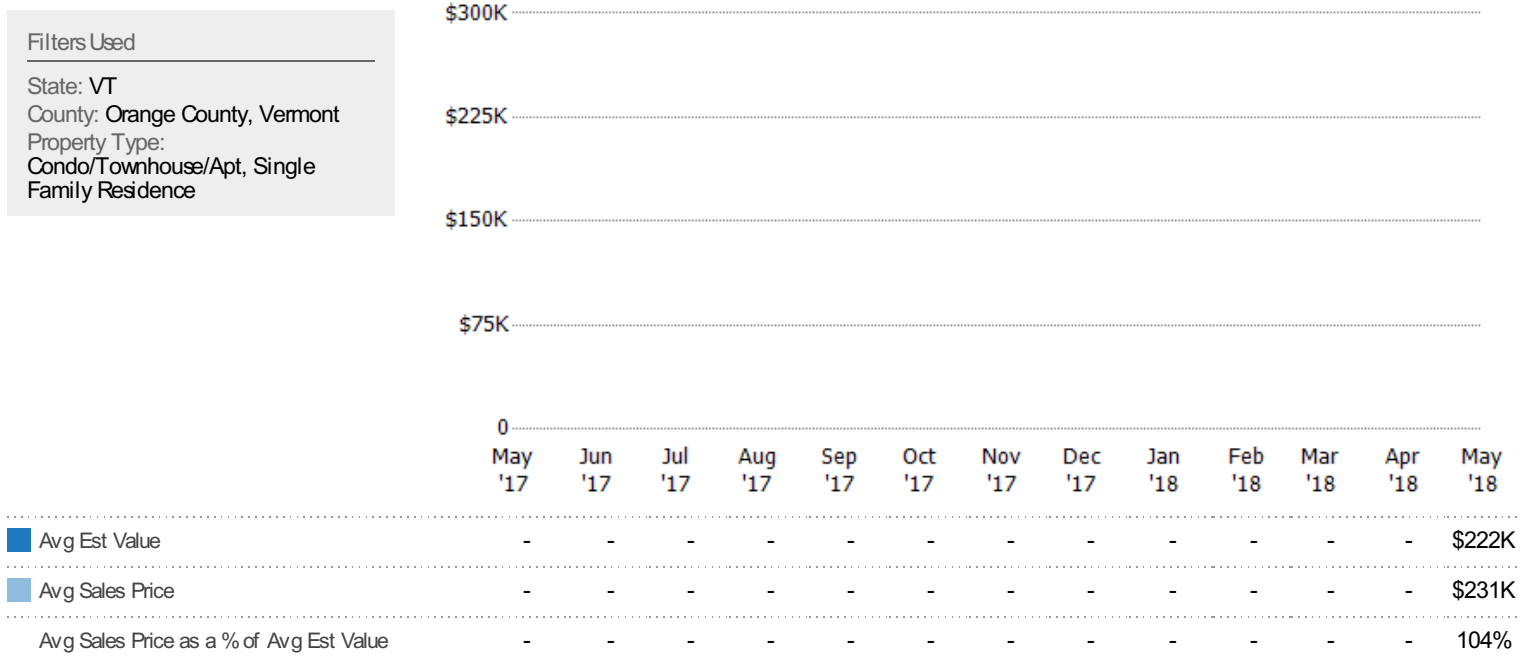 Filters Used
State: VT
County: Orange County, Vermont
Property Type:
Condo/Townhouse/Apt, Single
Family Residence
$300K
$225K
$150K
$75K
0
May Jun Jul Aug Sep Oct Nov Dec Jan Feb Mar Apr May
'17 '17 '17 '17 '17 '17 '17 '17 '18 '18 '18 '18 '18
Avg Est Value - - - - - - - - - - - - $222K
Avg Sales Price - - - - - - - - - - - - $231K
Avg Sales Price as a % of Avg Est Value - - - - - - - - - - - - 104%